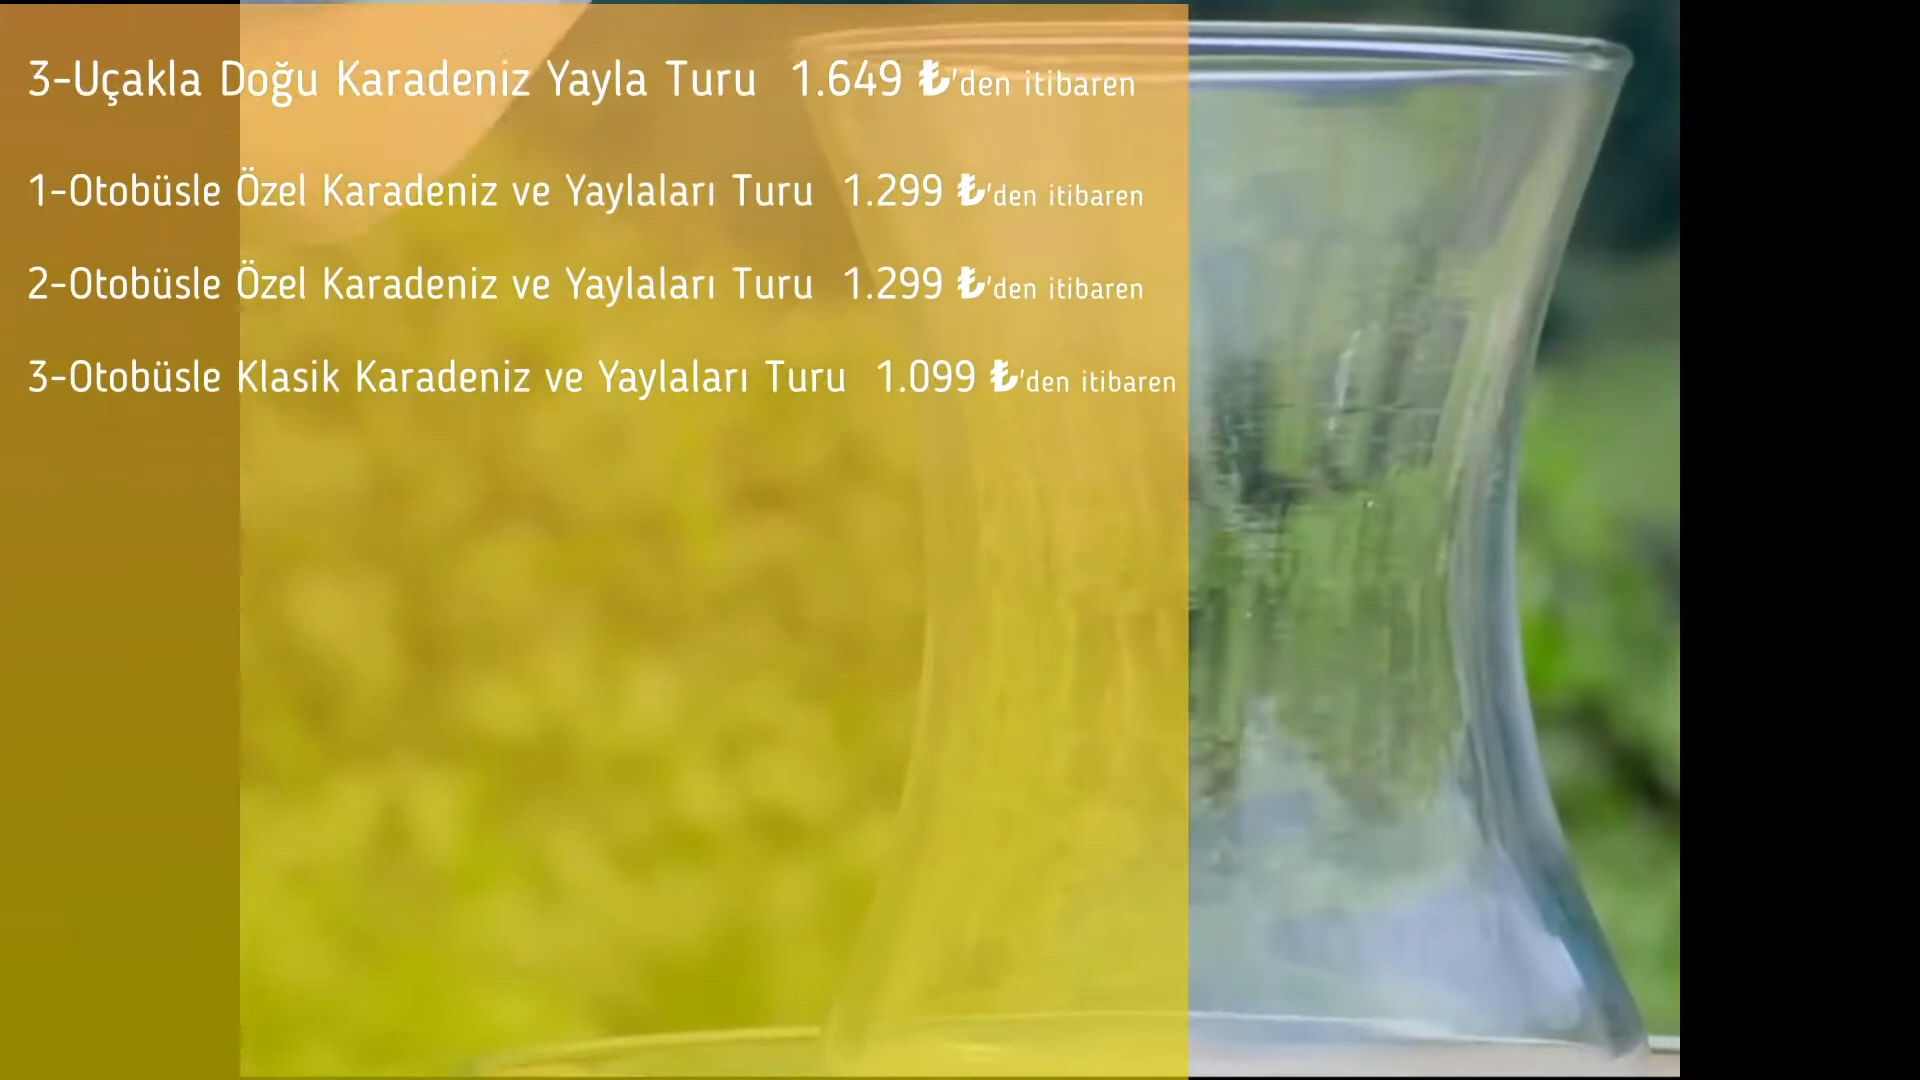 3-Uçakla Doğu Karadeniz Yayla Turu 1.649 ₺'den itibaren
1-Otobüsle Özel Karadeniz ve Yaylaları Turu 1.299 ₺'den itibaren
2-Otobüsle Özel Karadeniz ve Yaylaları Turu 1.299 ₺'den itibaren
3-Otobüsle Klasik Karadeniz ve Yaylaları Turu 1.099 ₺'den itibaren